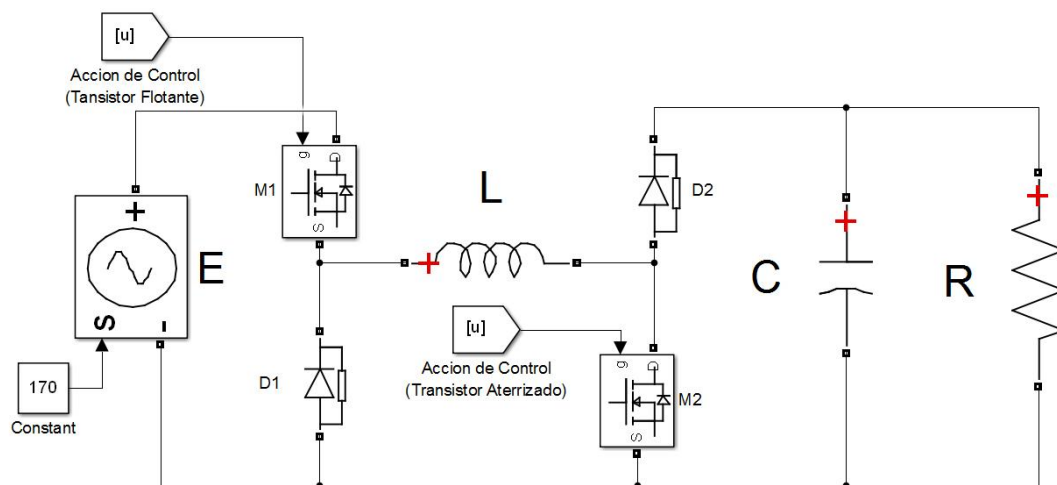 [u]
Accion de Control
(Tansistor Flotante)
g
D
M1
S
D2
L
+
E
S
-
C
R
[u]
170
Constant
D1
Accion de Control
(Transistor Aterrizado)
g
D
M2
S